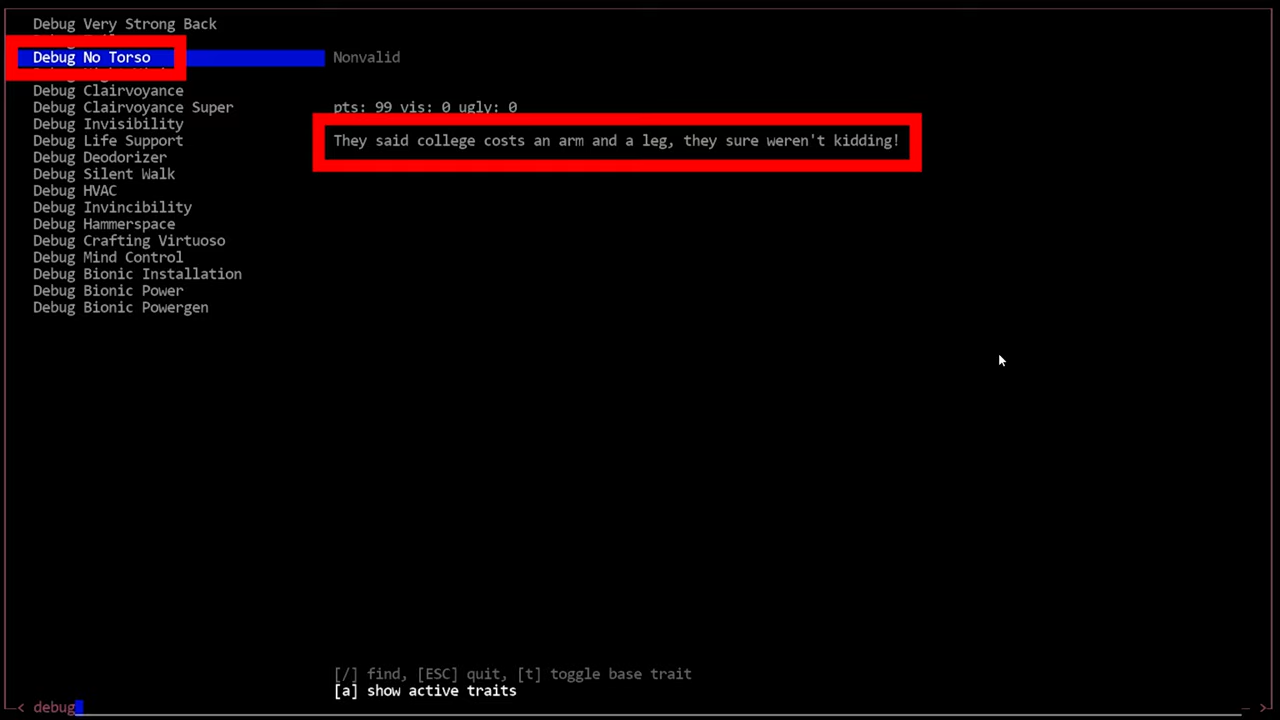 Debug Very Strong Back
Debug No Torso
Nonvalid
Debug Clairvoyance
Debug Clairvoyance Super
pts: 99 vis: 0 ugly: 0
Debug Invisibility
Debug Life Support
They said college costs an arm and a leg, they sure weren't kidding!
Debug Deodorizer
Debug Silent Walk
Debug HVAC
Debug Invincibility
Debug Hammerspace
Debug Crafting Virtuoso
Debug Mind Control
Debug Bionic Installation
Debug Bionic Power
Debug Bionic Powergen
[/] find, [ESC] quit, [t] toggle base trait
[a] show active traits
< debug >